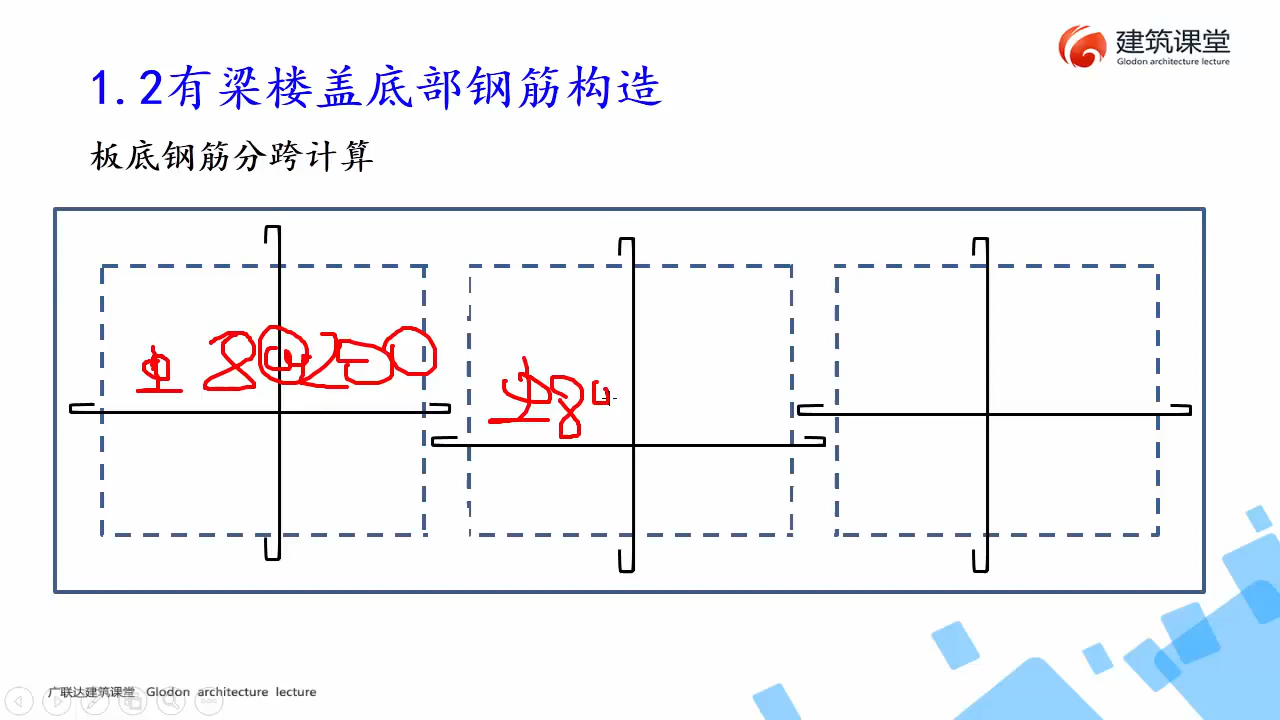 建筑课堂
Glodon architecture lecture
1.2有梁楼盖底部钢筋构造
板底钢筋分跨计算
8@250
8
广联达建筑课堂 Glodon architecture lecture